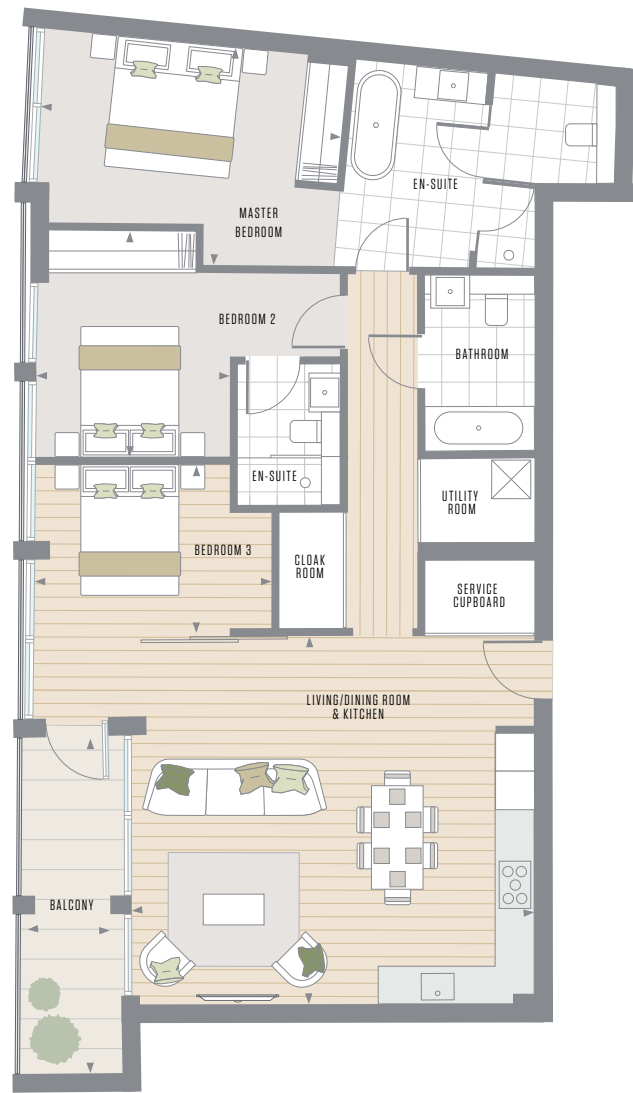 EN-SUITE
MASTER
BEDROOM
BEDROOM 2
BATHROOM
EN-SUITE
UTILITY
ROOM
BEDROOM 3
CLOAK
ROOM
SERVICE
CUPBOARD
LIVING/DINING ROOM
& KITCHEN
BALCONY